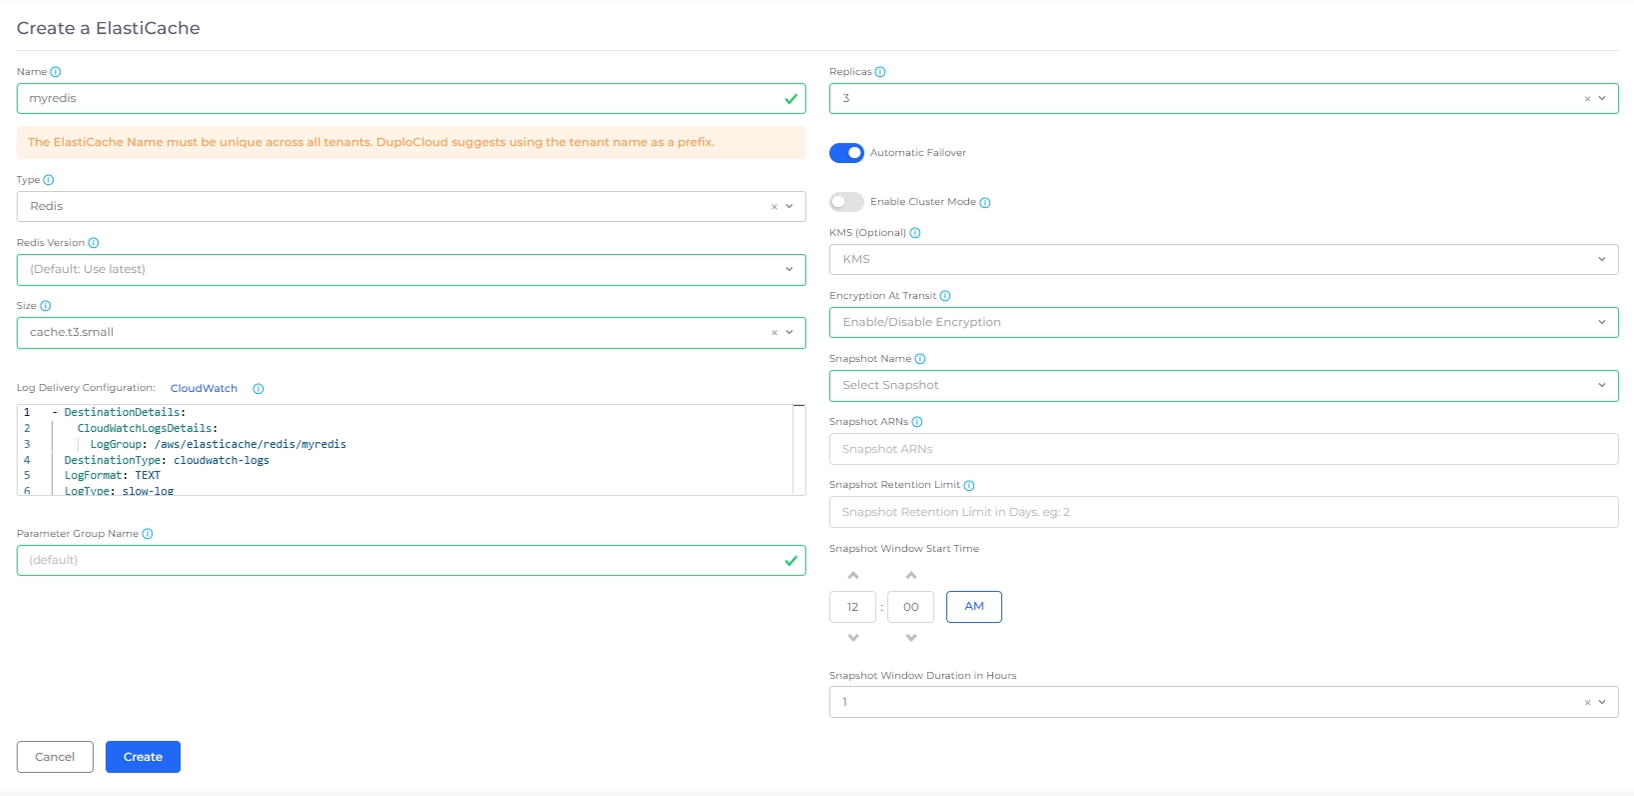 Create a ElastiCache
Name
myredis
The ElastiCache Name must be unique across all tenants. DuploCloud suggests using the tenant name as a prefix.
Type
Redis
Redis Version
(Default: Use latest)
Size
cache.t3.small
Log Delivery Configuration: CloudWatch
1 - DestinationDetails:
2 CloudWatchLogsDetails:
3 LogGroup: /aws/elasticache/redis/myredis
4 DestinationType: cloudwatch-logs
5 LogFormat: TEXT
6 LogType: slow-log
Parameter Group Name
(default)
Replicas
3
Automatic Failover
Enable Cluster Mode
KMS (Optional)
KMS
Encryption At Transit
Enable/Disable Encryption
Snapshot Name
Select Snapshot
Snapshot ARNs
Snapshot ARNs
Snapshot Retention Limit
Snapshot Retention Limit in Days. eg: 2
Snapshot Window Start Time
12 : 00 AM
Snapshot Window Duration in Hours
1
Cancel Create